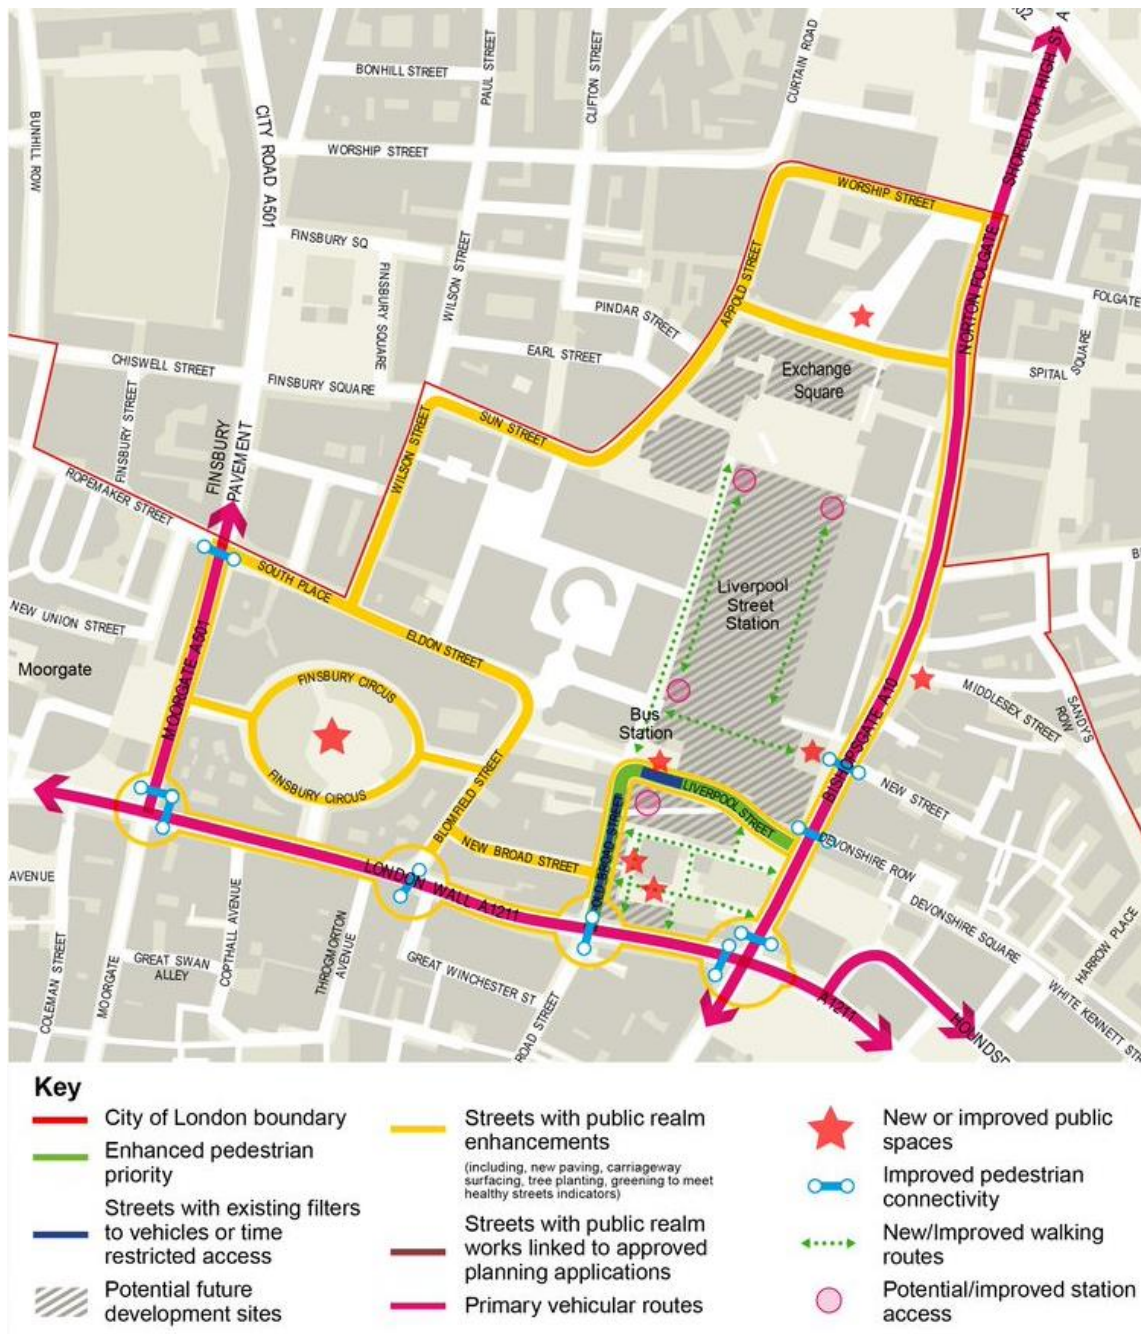 BONHILL STREET
PAUL STREET
CLIFTON STREET
CURTAIN ROAD
SHOREDITCH HIGH ST A
BUNHILL ROW
CITY ROAD A501
WORSHIP STREET
WORSHIP STREET
FINSBURY SQ
FINSBURY SQUARE
WILSON STREET
APPOLD STREET
NORTON FOLGATE
FOLGATE
PINDAR STREET
EARL STREET
Exchange
Square
SPITAL SQUARE
CHISWELL STREET
FINSBURY SQUARE
FINSBURY STREET
FINSBURY
PAVEMENT
WILSON STREET
SUN STREET
ROPEMAKER STREET
SOUTH PLACE
Liverpool
Street
Station
NEW UNION STREET
ELDON STREET
Moorgate
MOORGATE A501
FINSBURY CIRCUS
FINSBURY CIRCUS
Bus
Station
BISHOPSGATE A10
MIDDLESEX STREET
SANDY'S
ROW
BLOMFIELD STREET
LIVERPOOL STREET
NEW STREET
OLD BROAD STREET
DEVONSHIRE ROW
NEW BROAD STREET
LONDON WALL A1211
AVENUE
DEVONSHIRE SQUARE
HARROW PLACE
COLEMAN STREET
MOORGATE
GREAT SWAN
ALLEY
COPTHALL AVENUE
THROGMORTON
AVENUE
GREAT WINCHESTER ST
ROAD STREET
A1211
HOUNDSD
WHITE KENNETT STR
Key
City of London boundary
Enhanced pedestrian
priority
Streets with existing filters
to vehicles or time
restricted access
Potential future
development sites
Streets with public realm
enhancements
(including, new paving, carriageway
surfacing, tree planting, greening to meet
healthy streets indicators)
Streets with public realm
works linked to approved
planning applications
Primary vehicular routes
New or improved public
spaces
Improved pedestrian
connectivity
New/Improved walking
routes
Potential/improved station
access